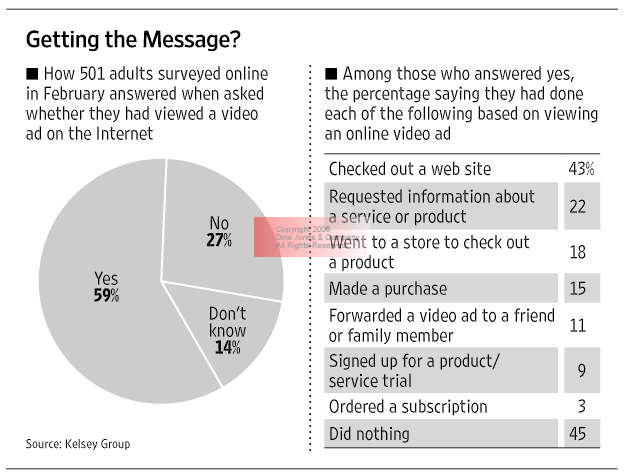 Getting the Message?
■ How 501 adults surveyed online
in February answered when asked
whether they had viewed a video
ad on the Internet
No
27%
Yes
59%
Don't
know
14%
Source: Kelsey Group
■ Among those who answered yes,
the percentage saying they had done
each of the following based on viewing
an online video ad
Checked out a web site 43%
Requested information about
a service or product 22
Went to a store to check out
a product 18
Made a purchase 15
Forwarded a video ad to a friend
or family member 11
Signed up for a product/
service trial 9
Ordered a subscription 3
Did nothing 45
Copyright 2006
Dow Jones & Company
All Rights Reserved